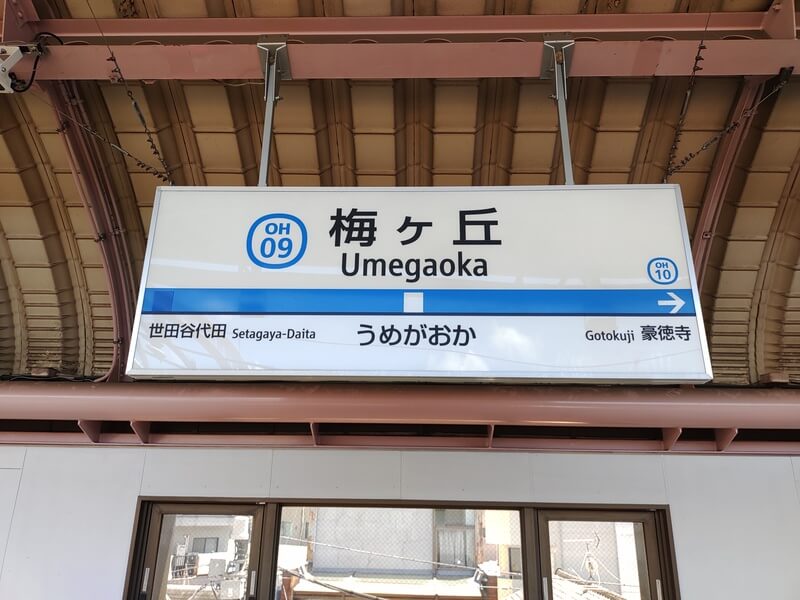 OH
09
梅ヶ丘
Umegaoka
OH
10
世田谷代田 Setagaya-Daita
うめがおか
Gotokuji 豪徳寺